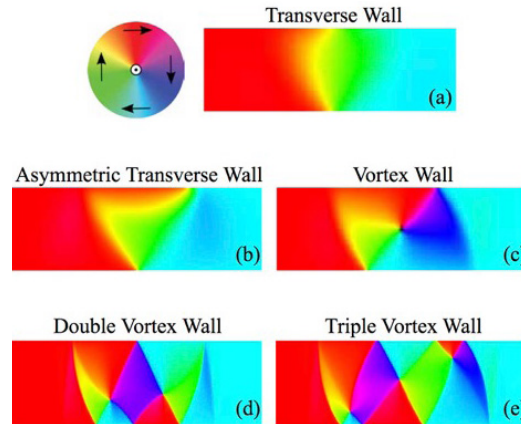 Transverse Wall
(a)
Asymmetric Transverse Wall
(b)
Vortex Wall
(c)
Double Vortex Wall
(d)
Triple Vortex Wall
(e)